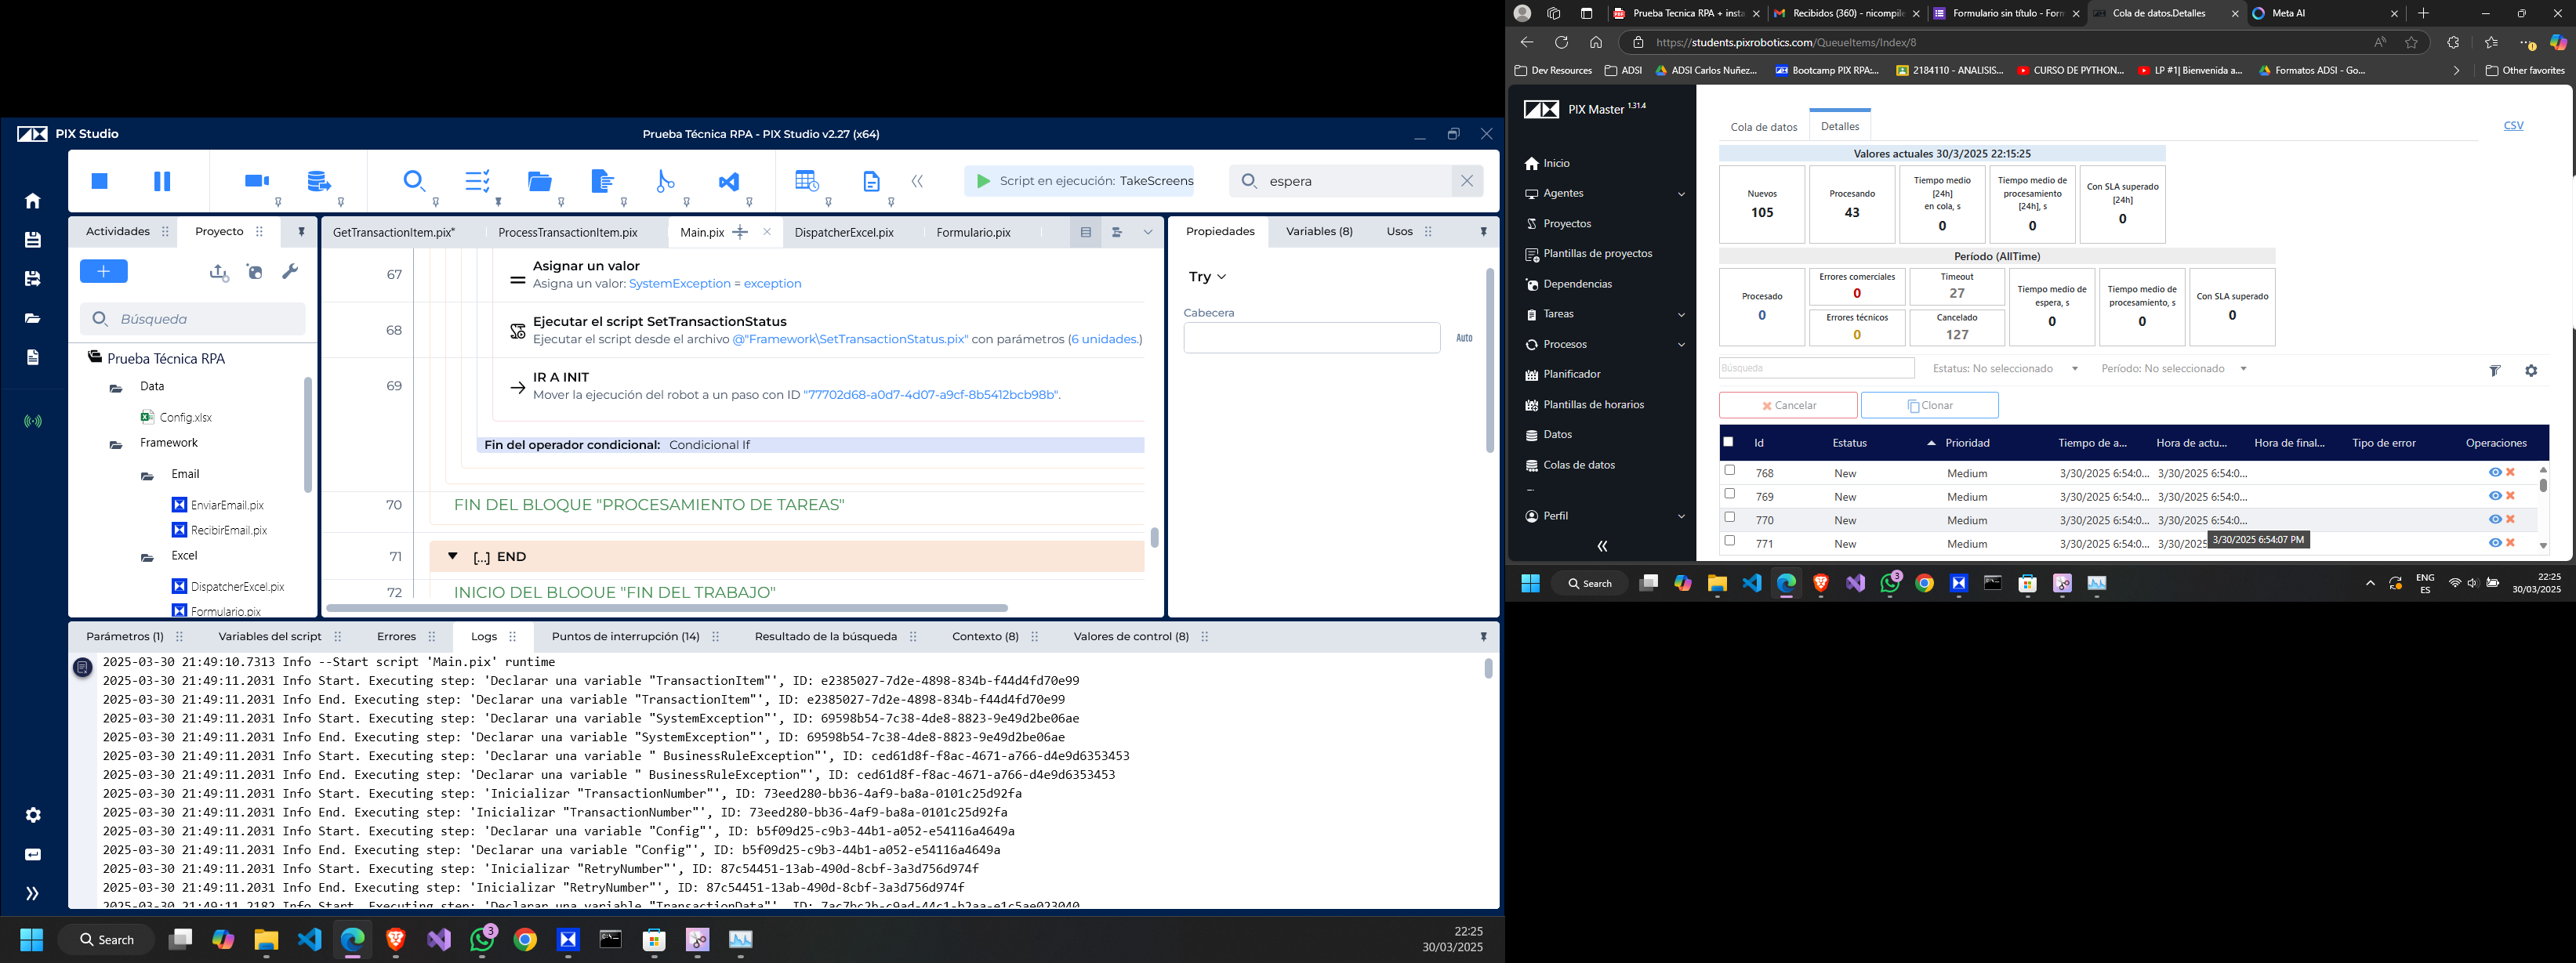 PIX Studio
Prueba Técnica RPA - PIX Studio v2.27 (x64)
Script en ejecución: TakeScreens
espera
Actividades
Proyecto
Búsqueda
Prueba Técnica RPA
Data
Config.xlsx
Framework
Email
EnviarEmail.pix
RecibirEmail.pix
Excel
DispatcherExcel.pix
Formulario.pix
GetTransactionItem.pix*
ProcessTransactionItem.pix
Main.pix
DispatcherExcel.pix
Formulario.pix
67
Asignar un valor
Asigna un valor: SystemException = exception
68
Ejecutar el script SetTransactionStatus
Ejecutar el script desde el archivo @"Framework\SetTransactionStatus.pix" con parámetros (6 unidades.)
69
IR A INIT
Mover la ejecución del robot a un paso con ID "77702d68-a0d7-4d07-a9cf-8b5412bcb98b".
Fin del operador condicional: Condicional If
70
FIN DEL BLOQUE "PROCESAMIENTO DE TAREAS"
71
[...] END
72
INICIO DEL BLOQUE "FIN DEL TRABAJO"
Propiedades
Variables (8)
Usos
Try
Cabecera
Auto
Parámetros (1)
Variables del script
Errores
Logs
Puntos de interrupción (14)
Resultado de la búsqueda
Contexto (8)
Valores de control (8)
2025-03-30 21:49:10.7313 Info --Start script 'Main.pix' runtime
2025-03-30 21:49:11.2031 Info Start. Executing step: 'Declarar una variable "TransactionItem"', ID: e2385027-7d2e-4898-834b-f44d4fd70e99
2025-03-30 21:49:11.2031 Info End. Executing step: 'Declarar una variable "TransactionItem"', ID: e2385027-7d2e-4898-834b-f44d4fd70e99
2025-03-30 21:49:11.2031 Info Start. Executing step: 'Declarar una variable "SystemException"', ID: 69598b54-7c38-4de8-8823-9e49d2be06ae
2025-03-30 21:49:11.2031 Info End. Executing step: 'Declarar una variable "SystemException"', ID: 69598b54-7c38-4de8-8823-9e49d2be06ae
2025-03-30 21:49:11.2031 Info Start. Executing step: 'Declarar una variable " BusinessRuleException"', ID: ced61d8f-f8ac-4671-a766-d4e9d6353453
2025-03-30 21:49:11.2031 Info End. Executing step: 'Declarar una variable " BusinessRuleException"', ID: ced61d8f-f8ac-4671-a766-d4e9d6353453
2025-03-30 21:49:11.2031 Info Start. Executing step: 'Inicializar "TransactionNumber"', ID: 73eed280-bb36-4af9-ba8a-0101c25d92fa
2025-03-30 21:49:11.2031 Info End. Executing step: 'Inicializar "TransactionNumber"', ID: 73eed280-bb36-4af9-ba8a-0101c25d92fa
2025-03-30 21:49:11.2031 Info Start. Executing step: 'Declarar una variable "Config"', ID: b5f09d25-c9b3-44b1-a052-e54116a4649a
2025-03-30 21:49:11.2031 Info End. Executing step: 'Declarar una variable "Config"', ID: b5f09d25-c9b3-44b1-a052-e54116a4649a
2025-03-30 21:49:11.2031 Info Start. Executing step: 'Inicializar "RetryNumber"', ID: 87c54451-13ab-490d-8cbf-3a3d756d974f
2025-03-30 21:49:11.2031 Info End. Executing step: 'Inicializar "RetryNumber"', ID: 87c54451-13ab-490d-8cbf-3a3d756d974f
2025-03-30 21:49:11.2182 Info Start. Executing step: 'Declarar una variable "TransactionData"', ID: 7ac7bc2b-c9ad-44c1-b2aa-e1c5ae023040
Search
3
22:25
30/03/2025
Prueba Tecnica RPA + insta
Recibidos (360) - nicompile
Formulario sin título - Form
Cola de datos.Detalles
Meta AI
https://students.pixrobotics.com/QueueItems/Index/8
Dev Resources
ADSI
ADSI Carlos Nuñez...
Bootcamp PIX RPA:...
2184110 - ANALISIS...
CURSO DE PYTHON...
LP #1| Bienvenida a...
Formatos ADSI - Go...
Other favorites
PIX Master 1.31.4
Inicio
Agentes
Proyectos
Plantillas de proyectos
Dependencias
Tareas
Procesos
Planificador
Plantillas de horarios
Datos
Colas de datos
Perfil
Cola de datos
Detalles
CSV
Valores actuales 30/3/2025 22:15:25
Nuevos
105
Procesando
43
Tiempo medio
[24h]
en cola, s
0
Tiempo medio de
procesamiento
[24h], s
0
Con SLA superado
[24h]
0
Período (AllTime)
Procesado
0
Errores comerciales
0
Errores técnicos
0
Timeout
27
Cancelado
127
Tiempo medio de
espera, s
0
Tiempo medio de
procesamiento, s
0
Con SLA superado
0
Búsqueda
Estatus: No seleccionado
Período: No seleccionado
Cancelar
Clonar
Id Estatus Prioridad Tiempo de a... Hora de actu... Hora de final... Tipo de error Operaciones
768 New Medium 3/30/2025 6:54:0... 3/30/2025 6:54:0...
769 New Medium 3/30/2025 6:54:0... 3/30/2025 6:54:0...
770 New Medium 3/30/2025 6:54:0... 3/30/2025 6:54:0...
771 New Medium 3/30/2025 6:54:0... 3/30/2025
3/30/2025 6:54:07 PM
Search
3
ENG
ES
22:25
30/03/2025